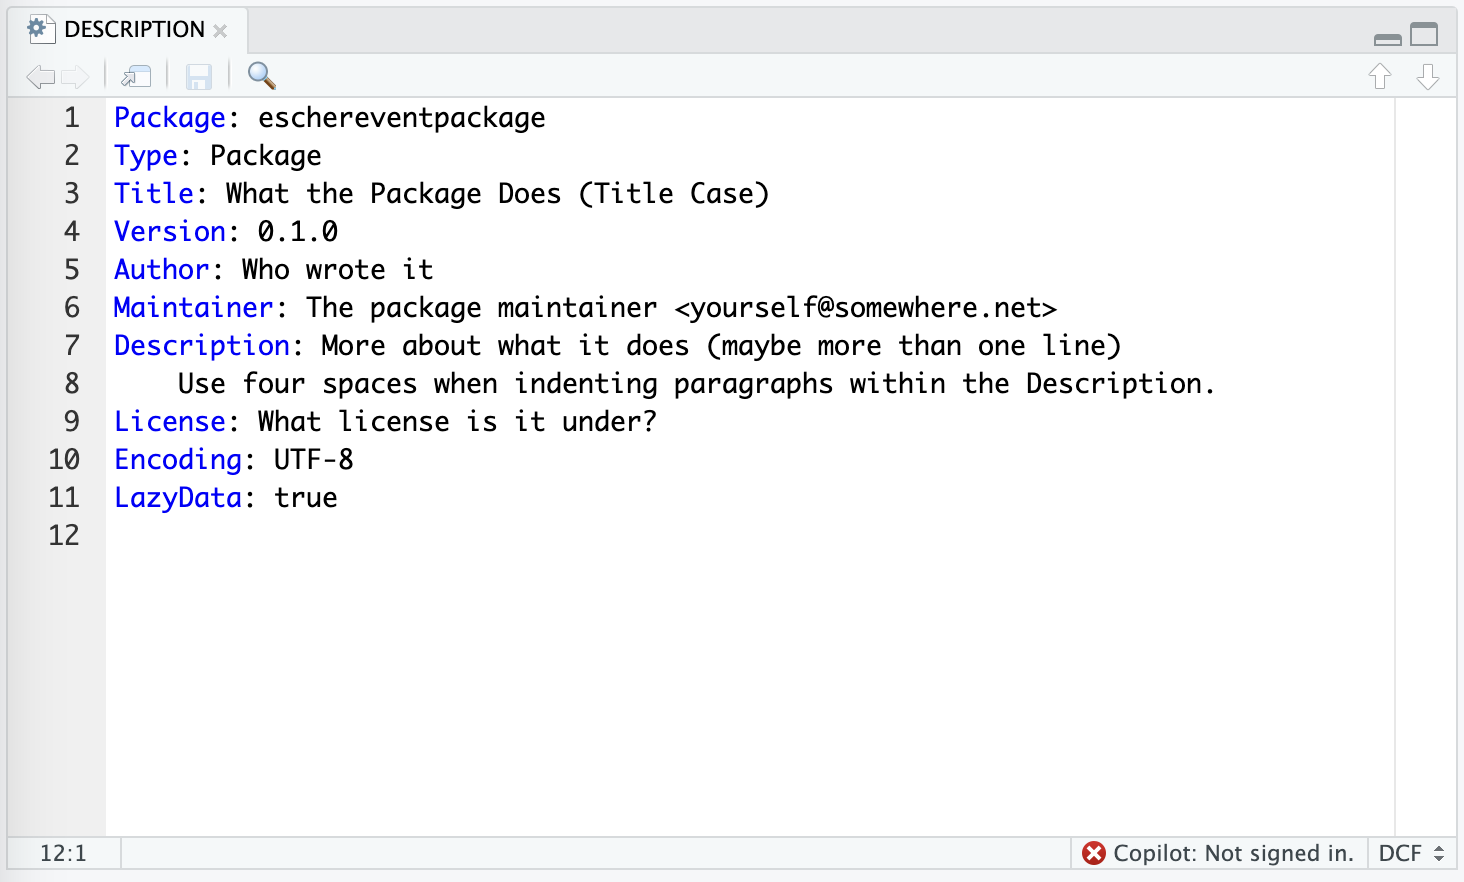 DESCRIPTION
1 Package: eschereventpackage
2 Type: Package
3 Title: What the Package Does (Title Case)
4 Version: 0.1.0
5 Author: Who wrote it
6 Maintainer: The package maintainer <yourself@somewhere.net>
7 Description: More about what it does (maybe more than one line)
8     Use four spaces when indenting paragraphs within the Description.
9 License: What license is it under?
10 Encoding: UTF-8
11 LazyData: true
12
12:1 Copilot: Not signed in. DCF